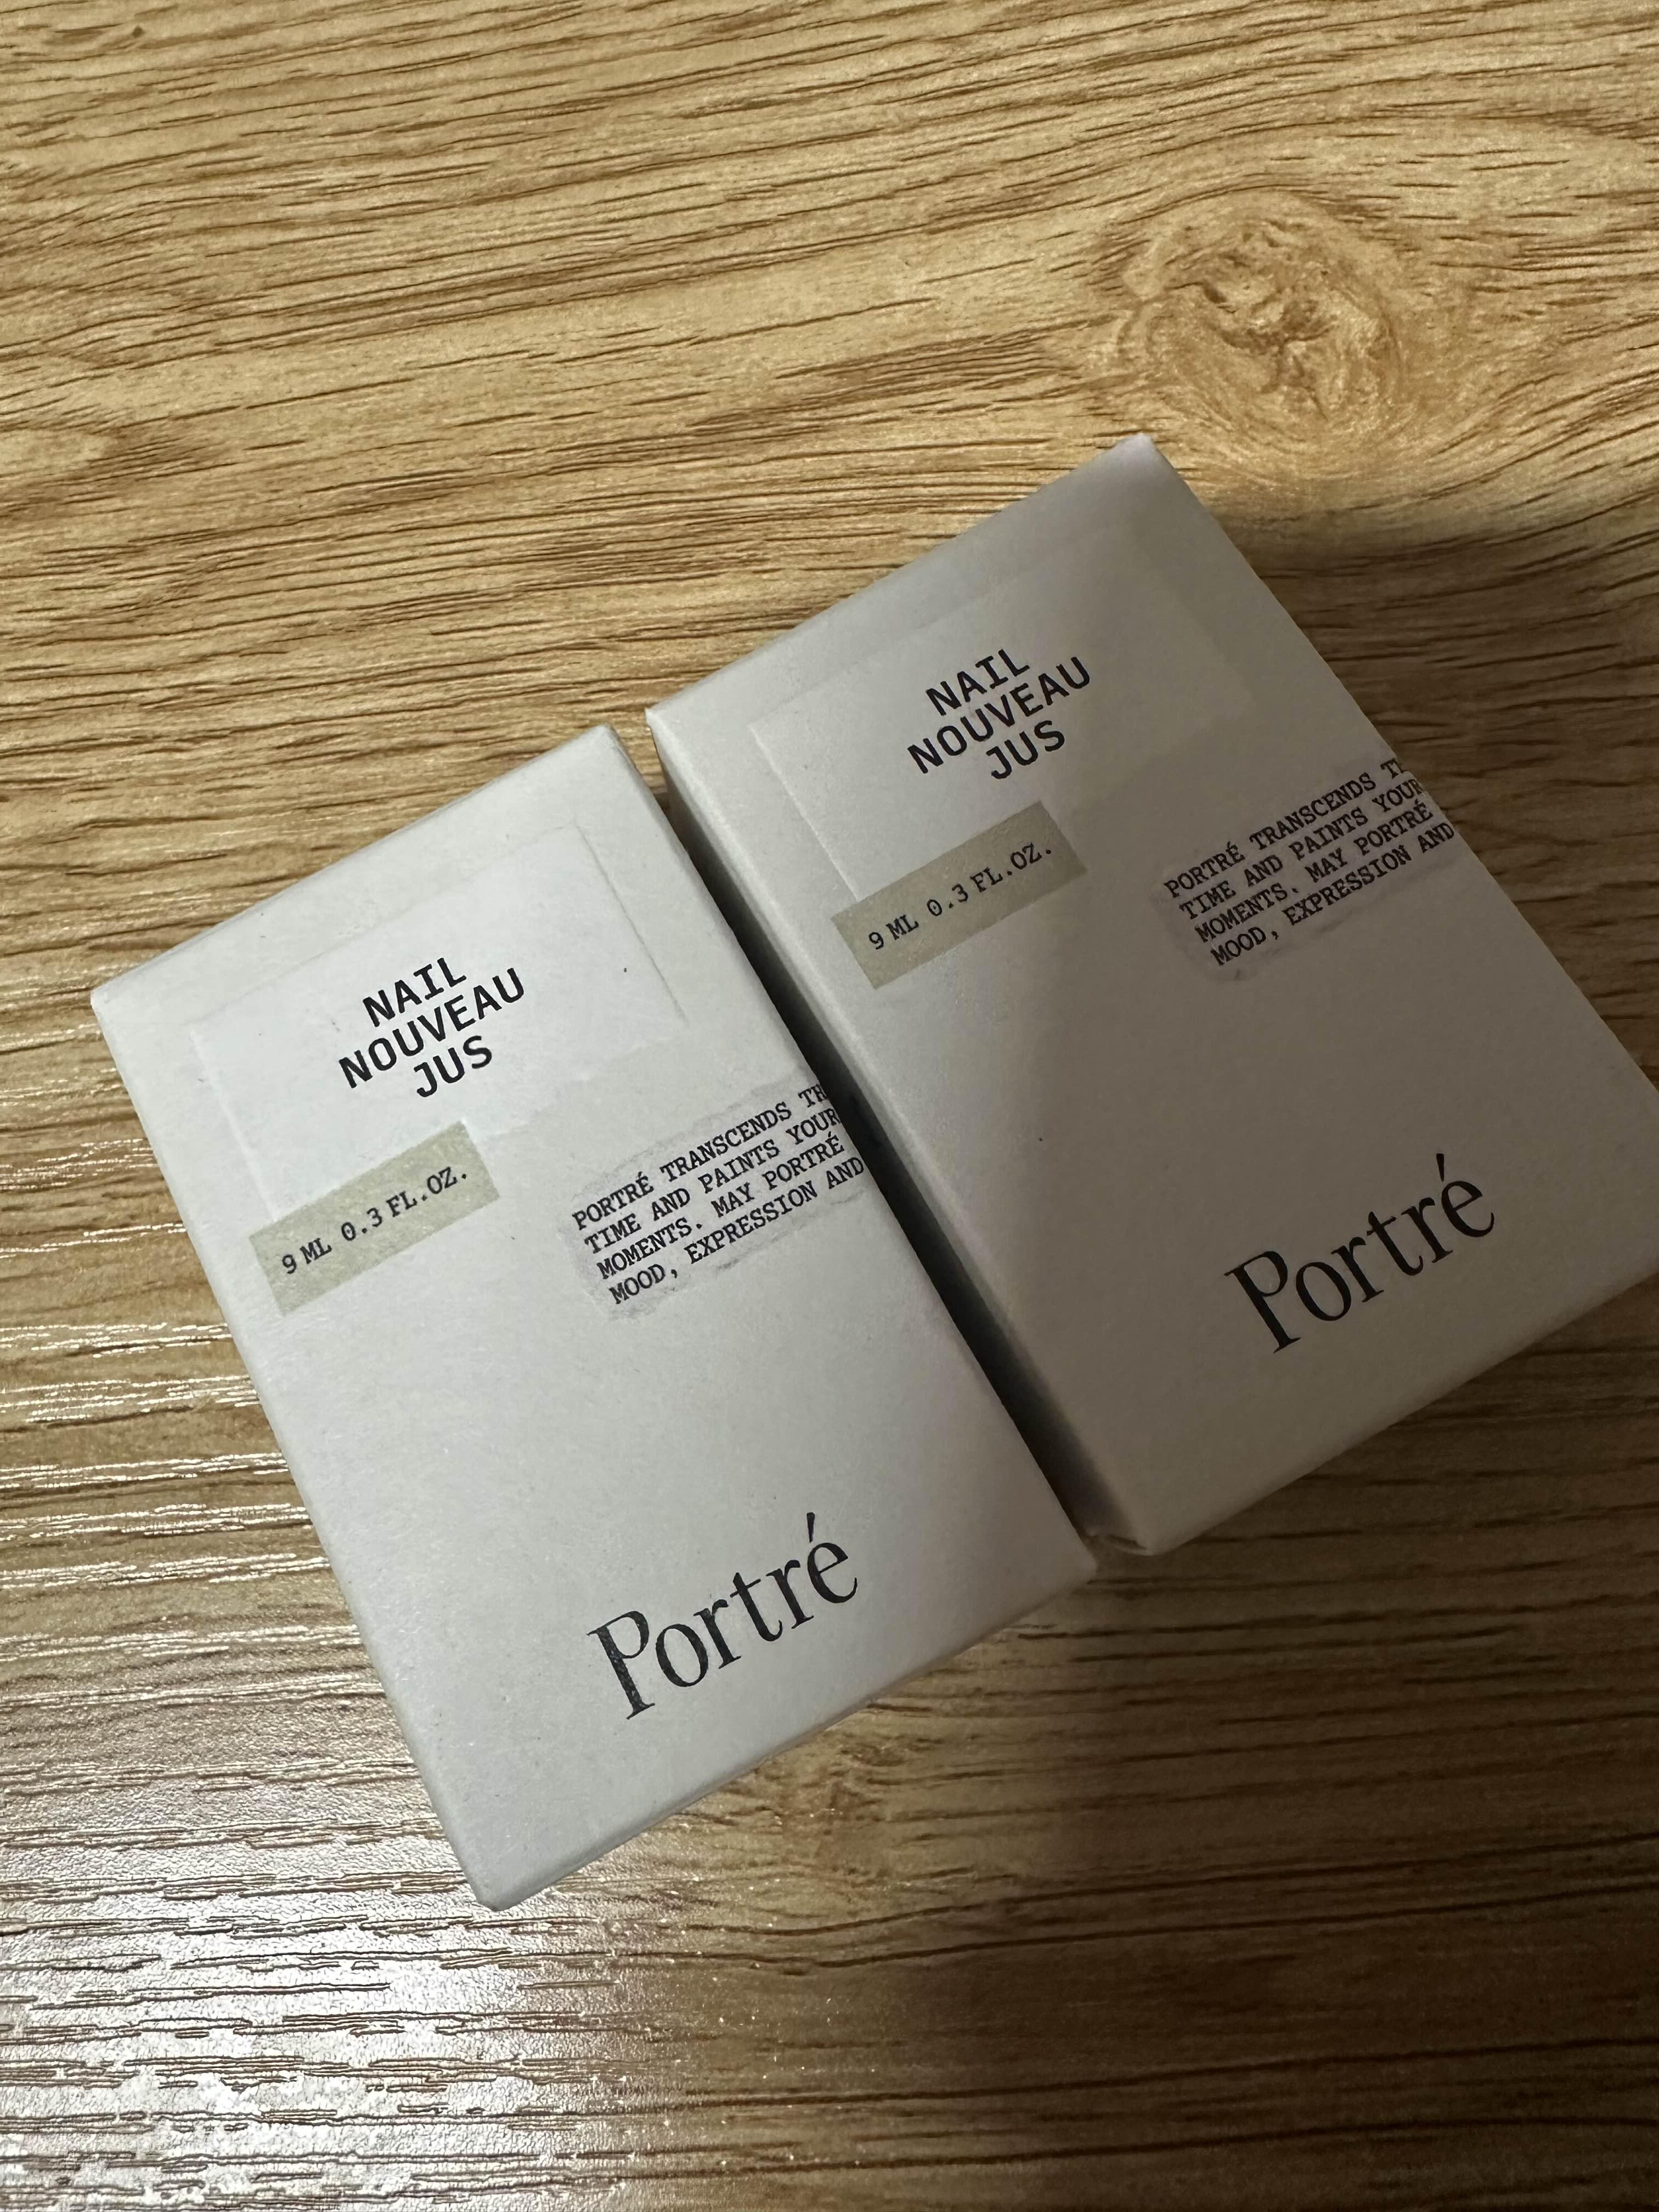 NAIL
NOUVEAU
JUS
9 ML 0.3 FL.OZ.
PORTRÉ TRANSCENDS
TIME AND PAINTS YOUR
MOMENTS. MAY PORTRÉ
MOOD, EXPRESSION AND
Portré
NAIL
NOUVEAU
JUS
9 ML 0.3 FL.OZ.
PORTRÉ TRANSCENDS
TIME AND PAINTS YOUR
MOMENTS. MAY PORTRÉ
MOOD, EXPRESSION AND
Portré